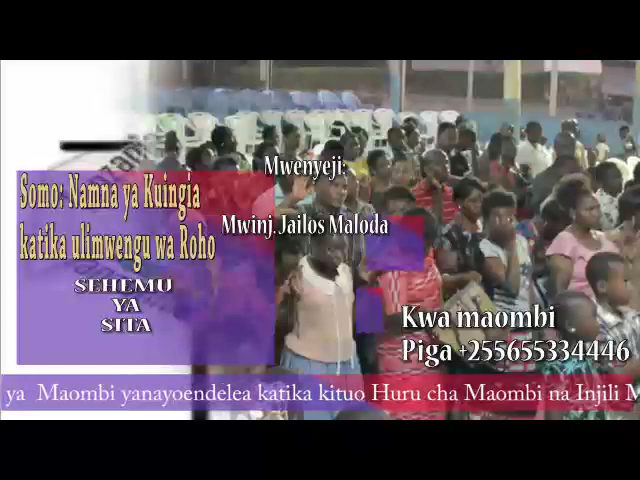 Somo: Namna ya Kuingia
katika ulimwengu wa Roho
SEHEMU
YA
SITA
Mwenyeji:
Mwinj. Jailos Maloda
Kwa maombi
Piga +255655334446
ya Maombi yanayoendelea katika kituo Huru cha Maombi na Injili M